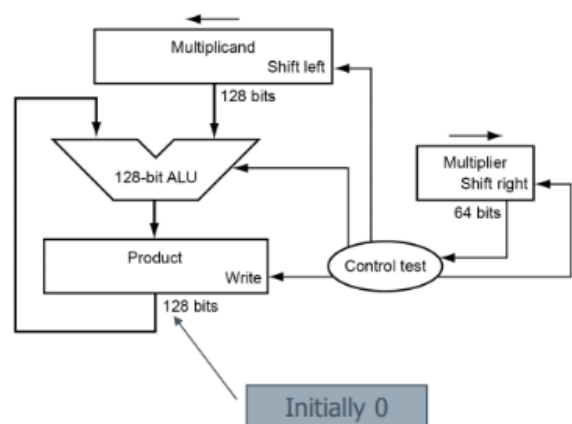 Multiplicand
Shift left
128 bits
128-bit ALU
Multiplier
Shift right
64 bits
Product
Write
Control test
128 bits
Initially 0